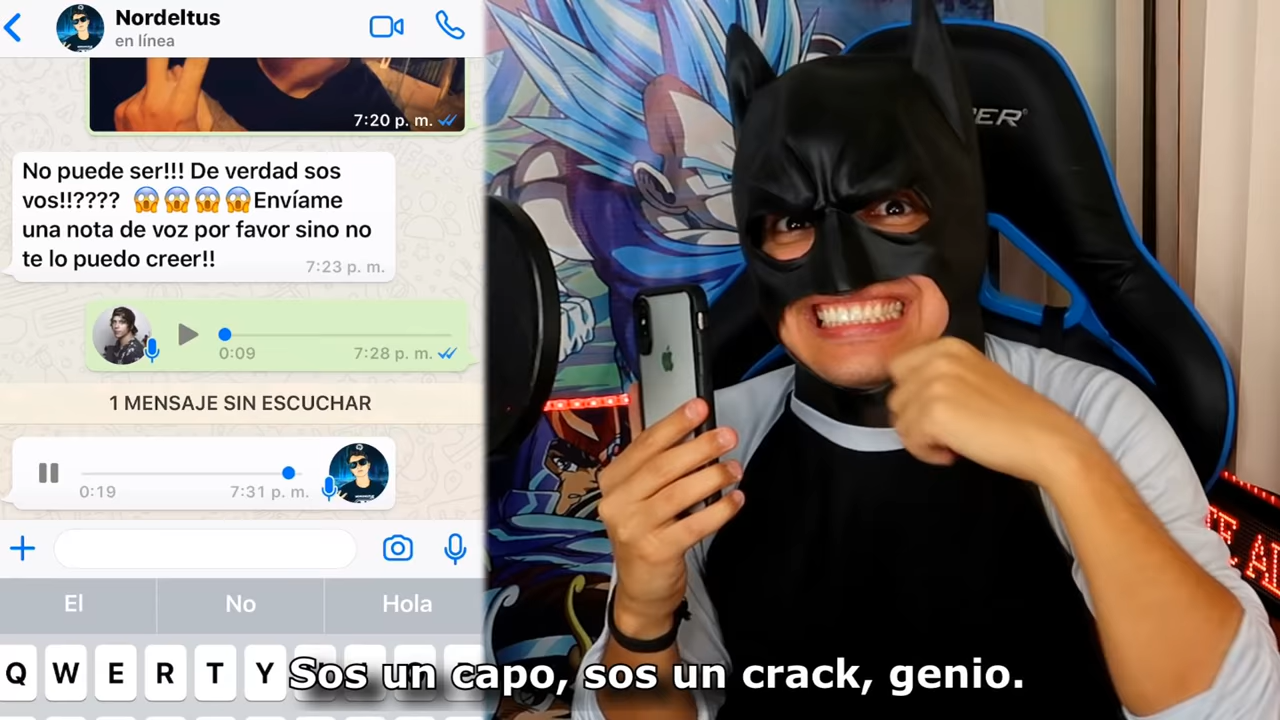 Nordeltus
en línea
7:20 p. m.
No puede ser!!! De verdad sos
vos!!???? 😱😱😱😱Envíame
una nota de voz por favor sino no
te lo puedo creer!!
7:23 p. m.
0:09
7:28 p. m.
1 MENSAJE SIN ESCUCHAR
0:19
7:31 p. m.
El No Hola
Q W E R T Y
Sos un capo, sos un crack, genio.